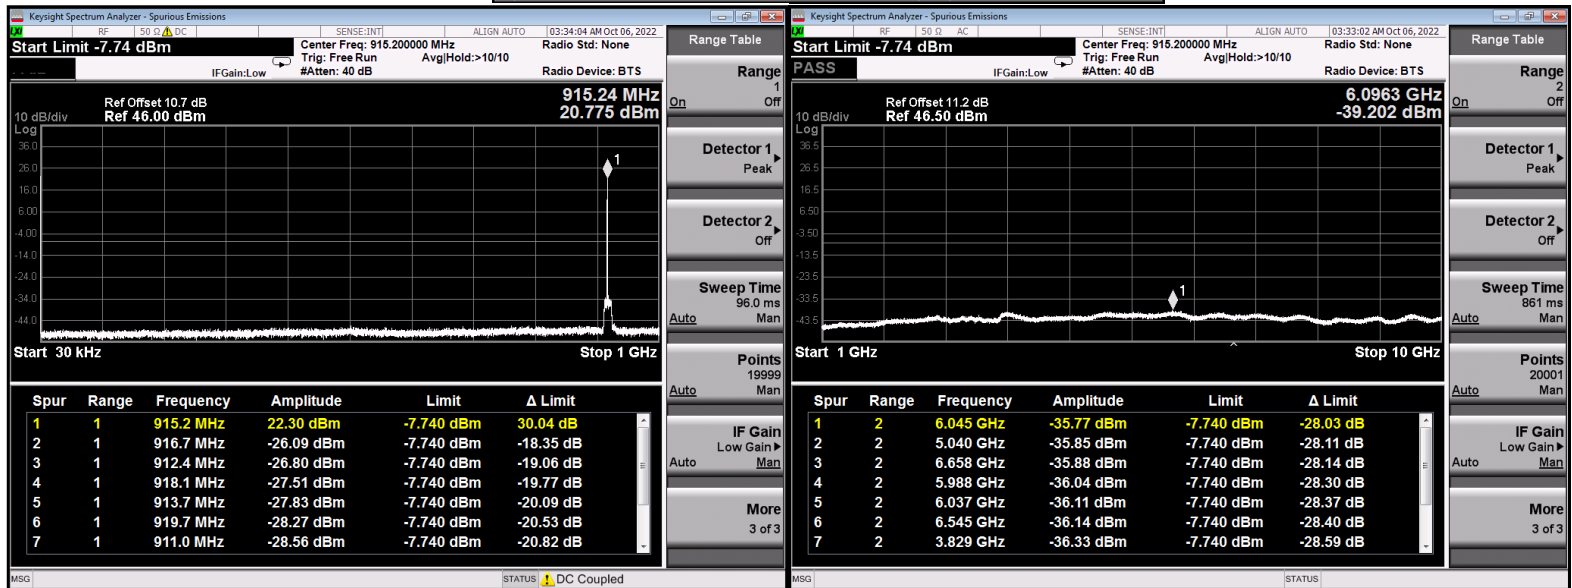 Keysight Spectrum Analyzer - Spurious Emissions
LXI RF 50 Ω DC SENSE:INT ALIGN AUTO 03:34:04 AM Oct 06, 2022
Start Limit -7.74 dBm
Center Freq: 915.200000 MHz
Radio Std: None
Trig: Free Run Avg|Hold:>10/10
IFGain:Low #Atten: 40 dB
Radio Device: BTS
915.24 MHz
20.775 dBm
Ref Offset 10.7 dB
10 dB/div Ref 46.00 dBm
Log
36.0
26.0
16.0
6.00
-4.00
-14.0
-24.0
-34.0
-44.0
Start 30 kHz Stop 1 GHz
Spur Range Frequency Amplitude Limit Δ Limit
1 1 915.2 MHz 22.30 dBm -7.740 dBm 30.04 dB
2 1 916.7 MHz -26.09 dBm -7.740 dBm -18.35 dB
3 1 912.4 MHz -26.80 dBm -7.740 dBm -19.06 dB
4 1 918.1 MHz -27.51 dBm -7.740 dBm -19.77 dB
5 1 913.7 MHz -27.83 dBm -7.740 dBm -20.09 dB
6 1 919.7 MHz -28.27 dBm -7.740 dBm -20.53 dB
7 1 911.0 MHz -28.56 dBm -7.740 dBm -20.82 dB
MSG STATUS DC Coupled
Range Table
Range
1
On Off
Detector 1
Peak
Detector 2
Off
Sweep Time
96.0 ms
Auto Man
Points
19999
Auto Man
IF Gain
Low Gain
Auto Man
More
3 of 3
Keysight Spectrum Analyzer - Spurious Emissions
LXI RF 50 Ω AC SENSE:INT ALIGN AUTO 03:33:02 AM Oct 06, 2022
Start Limit -7.74 dBm
PASS
Center Freq: 915.200000 MHz
Radio Std: None
Trig: Free Run Avg|Hold:>10/10
IFGain:Low #Atten: 40 dB
Radio Device: BTS
6.0963 GHz
-39.202 dBm
Ref Offset 11.2 dB
10 dB/div Ref 46.50 dBm
Log
36.5
26.5
16.5
6.50
-3.50
-13.5
-23.5
-33.5
-43.5
Start 1 GHz Stop 10 GHz
Spur Range Frequency Amplitude Limit Δ Limit
1 2 6.045 GHz -35.77 dBm -7.740 dBm -28.03 dB
2 2 5.040 GHz -35.85 dBm -7.740 dBm -28.11 dB
3 2 6.658 GHz -35.88 dBm -7.740 dBm -28.14 dB
4 2 5.988 GHz -36.04 dBm -7.740 dBm -28.30 dB
5 2 6.037 GHz -36.11 dBm -7.740 dBm -28.37 dB
6 2 6.545 GHz -36.14 dBm -7.740 dBm -28.40 dB
7 2 3.829 GHz -36.33 dBm -7.740 dBm -28.59 dB
MSG STATUS
Range Table
Range
2
On Off
Detector 1
Peak
Detector 2
Off
Sweep Time
861 ms
Auto Man
Points
20001
Auto Man
IF Gain
Low Gain
Auto Man
More
3 of 3